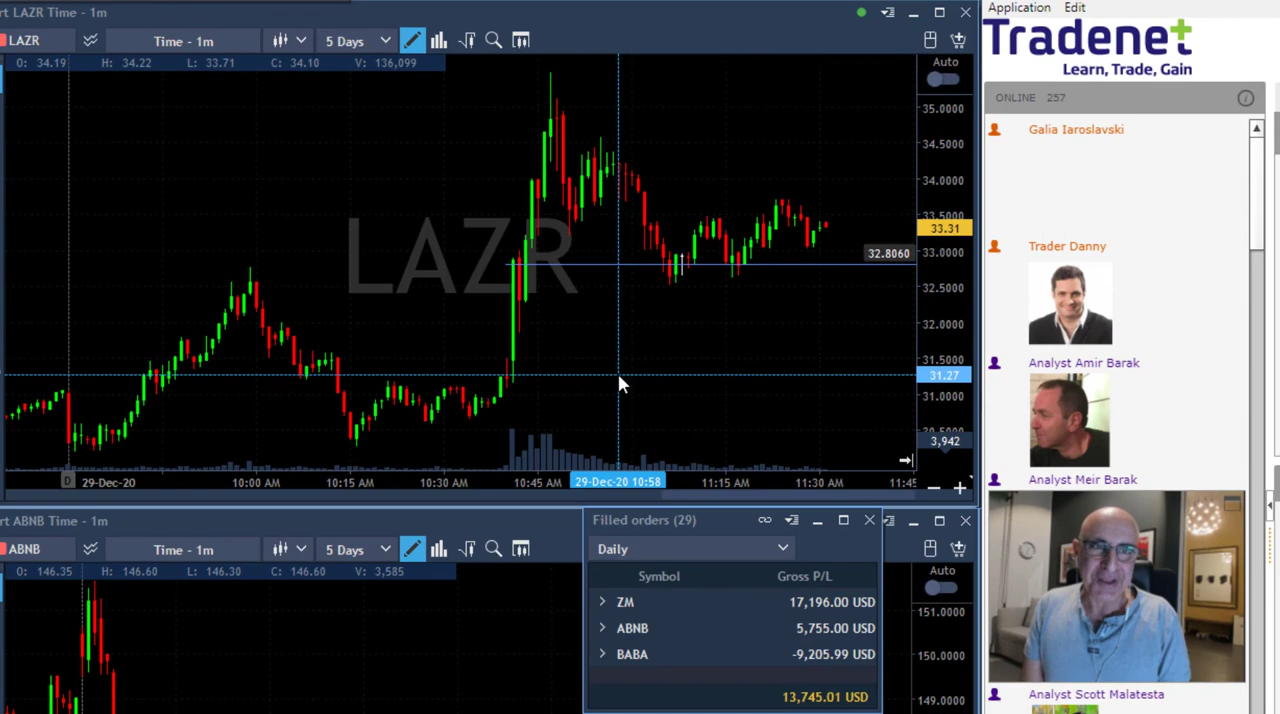 rt LAZR Time - 1m
LAZR
Time - 1m
5 Days
O: 34.19 H: 34.22 L: 33.71 C: 34.10 V: 136,099
Auto
35.0000
34.5000
34.0000
33.5000
33.31
32.8060
33.0000
LAZR
32.5000
32.0000
31.5000
31.27
31.0000
3,942
D 29-Dec-20 10:00 AM 10:15 AM 10:30 AM 10:45 AM 29-Dec-20 10:58 11:15 AM 11:30 AM 11:45
rt ABNB Time - 1m
ABNB
Time - 1m
5 Days
O: 146.35 H: 146.60 L: 146.30 C: 146.60 V: 3,585
Auto
151.0000
150.0000
149.0000
Filled orders (29)
Daily
Symbol Gross P/L
ZM 17,196.00 USD
ABNB 5,755.00 USD
BABA -9,205.99 USD
13,745.01 USD
Application Edit
Tradenet
Learn, Trade, Gain
ONLINE 257
Galia Iaroslavski
Trader Danny
Analyst Amir Barak
Analyst Meir Barak
Analyst Scott Malatesta